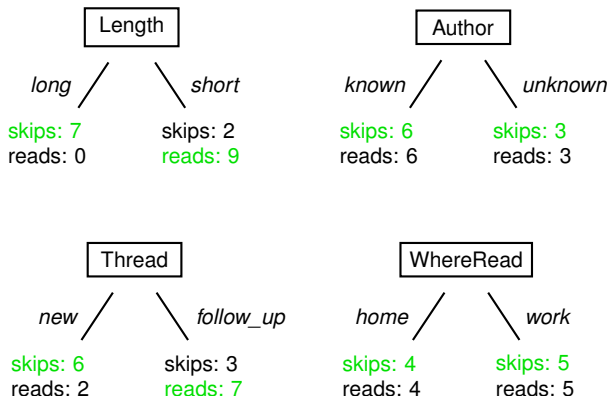 Length
Author
long
short
known
unknown
skips: 7
skips: 2
skips: 6
skips: 3
reads: 0
reads: 9
reads: 6
reads: 3
Thread
WhereRead
new
follow_up
home
work
skips: 6
skips: 3
skips: 4
skips: 5
reads: 2
reads: 7
reads: 4
reads: 5